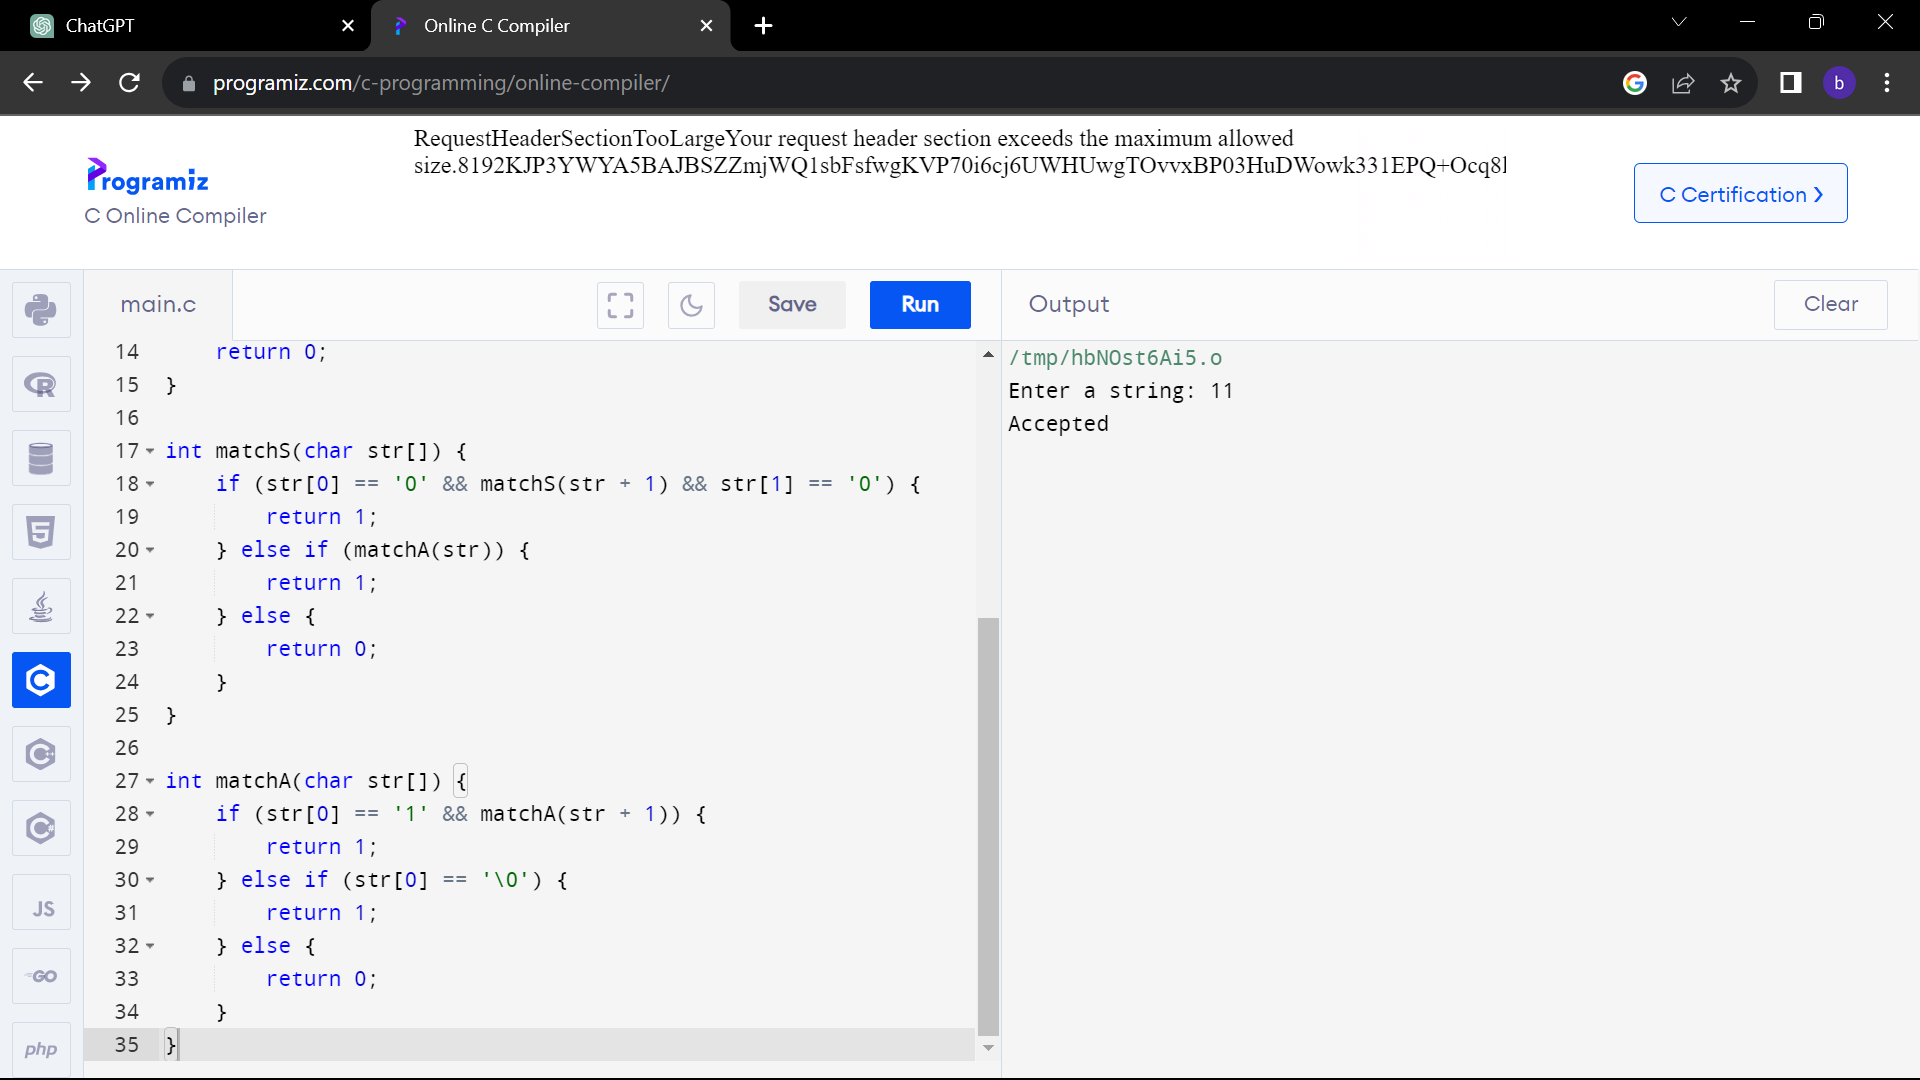 ChatGPT
Online C Compiler
programiz.com/c-programming/online-compiler/
b
RequestHeaderSectionTooLargeYour request header section exceeds the maximum allowed
size.8192KJP3YWYA5BAJBSZZmjWQ1sbFsfwgKVP70i6cj6UWHUwgTOvvxBP03HuDWowk331EPQ+Ocq8l
Programiz
C Online Compiler
C Certification
main.c
Save
Run
Output
Clear
14     return 0;
15 }
16
17 int matchS(char str[]) {
18     if (str[0] == '0' && matchS(str + 1) && str[1] == '0') {
19         return 1;
20     } else if (matchA(str)) {
21         return 1;
22     } else {
23         return 0;
24     }
25 }
26
27 int matchA(char str[]) {
28     if (str[0] == '1' && matchA(str + 1)) {
29         return 1;
30     } else if (str[0] == '\0') {
31         return 1;
32     } else {
33         return 0;
34     }
35 }
/tmp/hbNOst6Ai5.o
Enter a string: 11
Accepted
R
5
C
C++
C#
JS
GO
php